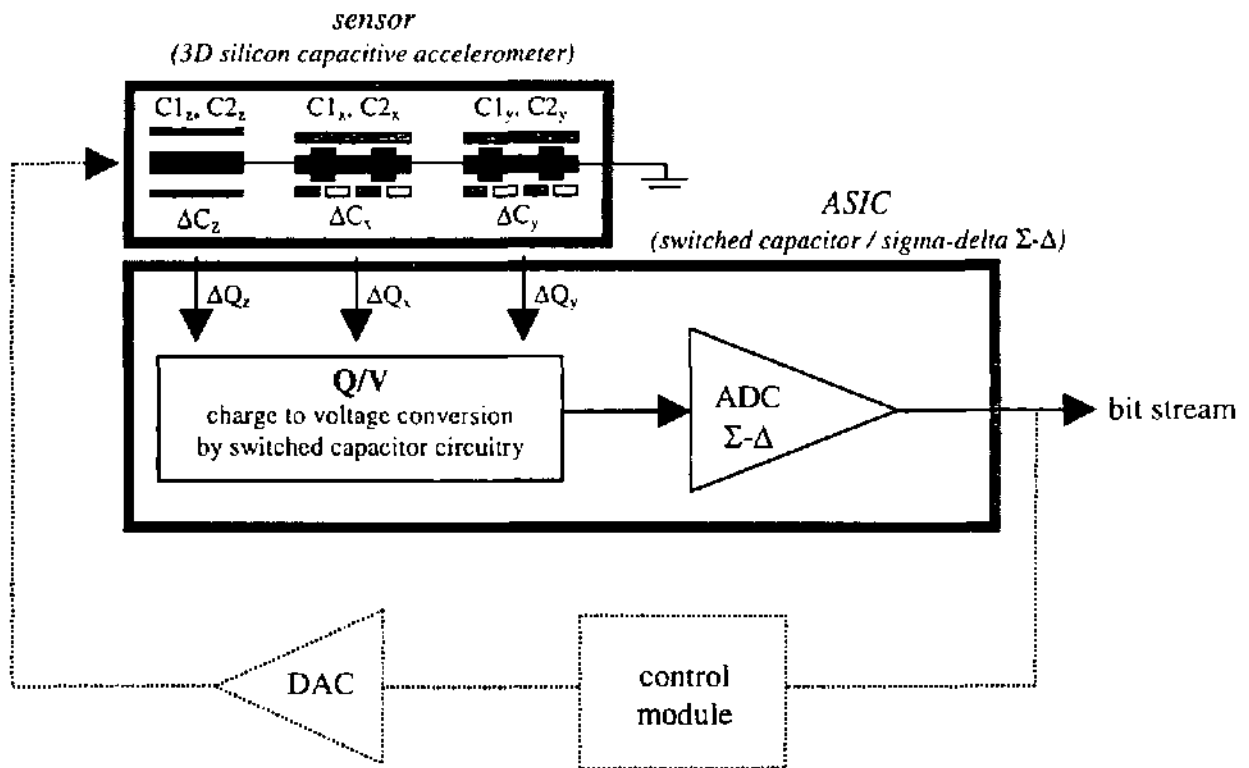 sensor
(3D silicon capacitive accelerometer)
C1z, C2z C1x, C2x C1y, C2y
ΔCz ΔCx ΔCy
ASIC
(switched capacitor / sigma-delta Σ-Δ)
ΔQz ΔQx ΔQy
Q/V
charge to voltage conversion
by switched capacitor circuitry
ADC
Σ-Δ
bit stream
DAC
control
module